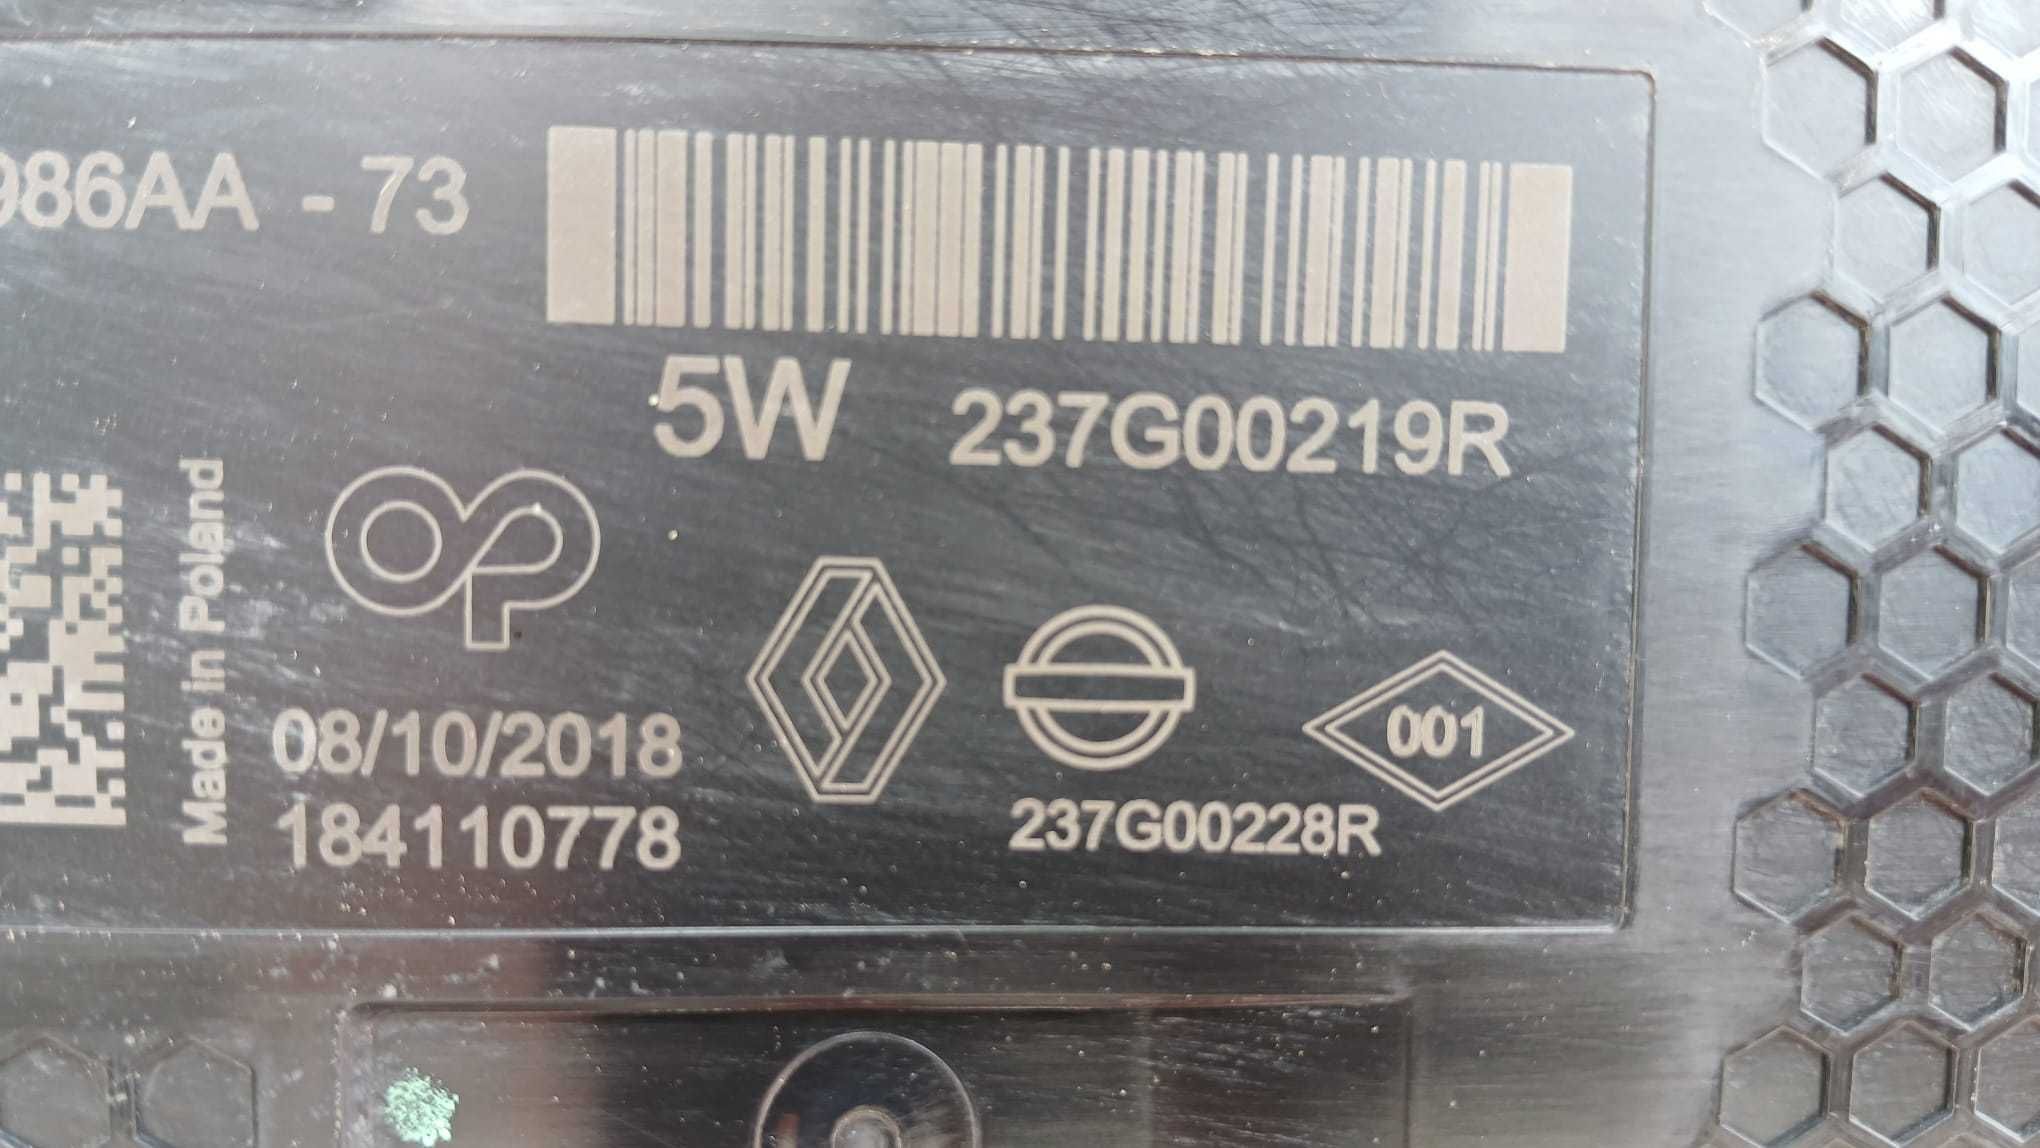 986AA - 73
5W 237G00219R
Made in Poland
08/10/2018
184110778
001
237G00228R